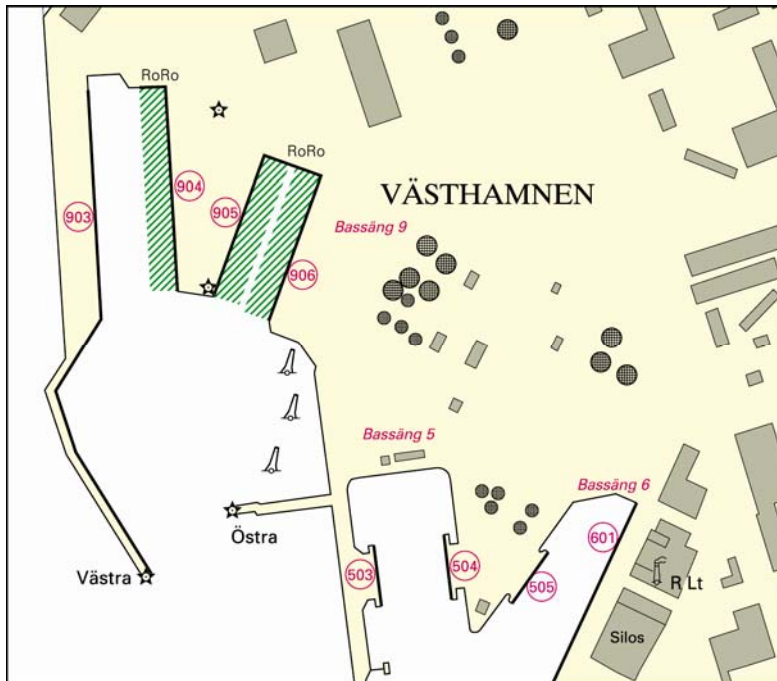 RoRo
RoRo
904
VÄSTHAMNEN
903
905
Bassäng 9
906
Bassäng 5
Bassäng 6
Östra
601
503
504
Västra
505
R Lt
Silos